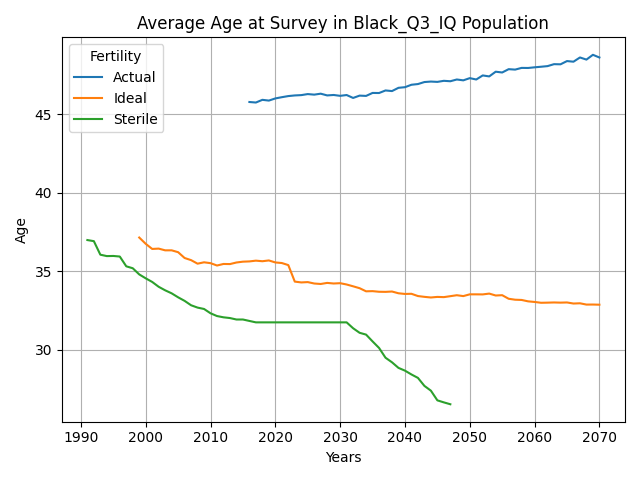 Average Age at Survey in Black_Q3_IQ Population
Fertility
Actual
Ideal
Sterile
Age
45
40
35
30
1990 2000 2010 2020 2030 2040 2050 2060 2070
Years